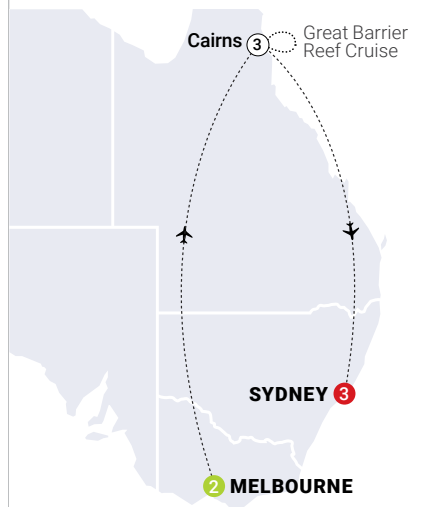 Cairns 3
Great Barrier
Reef Cruise
SYDNEY 3
2 MELBOURNE